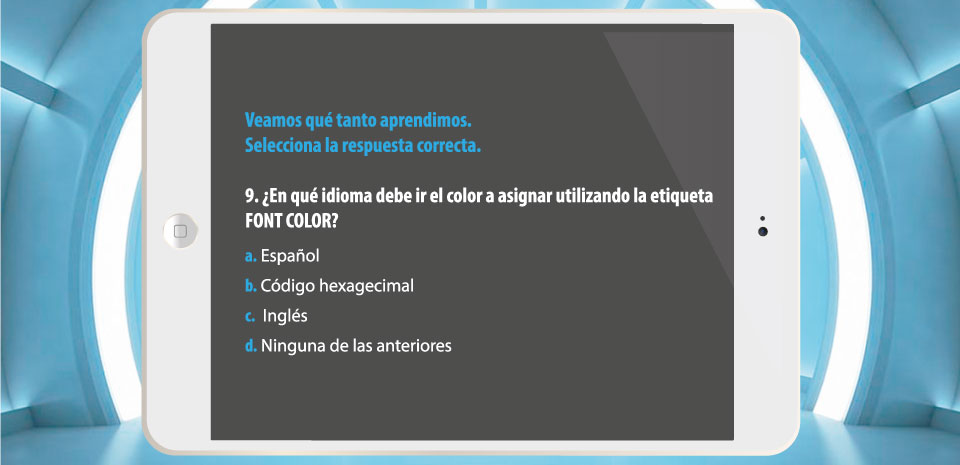 Veamos qué tanto aprendimos.
Selecciona la respuesta correcta.
9. ¿En qué idioma debe ir el color a asignar utilizando la etiqueta
FONT COLOR?
a. Español
b. Código hexagecimal
c. Inglés
d. Ninguna de las anteriores